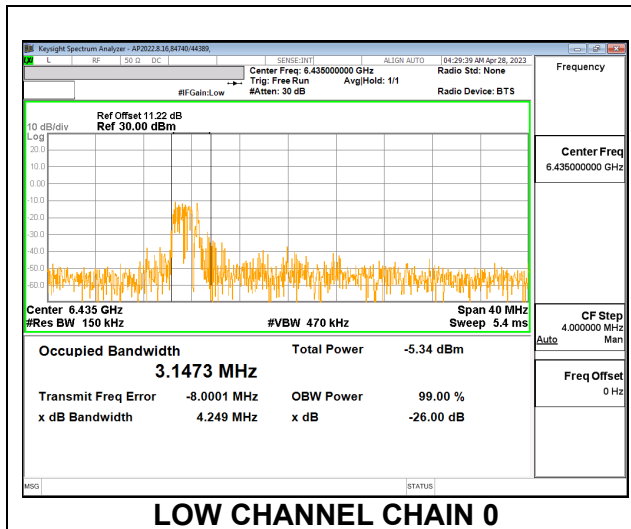 Keysight Spectrum Analyzer - AP2022.8.16,84740/44389,
L RF 50 Ω DC SENSE:INT ALIGN AUTO 04:29:39 AM Apr 28, 2023
Center Freq: 6.435000000 GHz Radio Std: None
Trig: Free Run Avg|Hold: 1/1
#IFGain:Low #Atten: 30 dB Radio Device: BTS
Frequency
Ref Offset 11.22 dB
10 dB/div Ref 30.00 dBm
Log
20.0
10.0
0.00
-10.0
-20.0
-30.0
-40.0
-50.0
-60.0
Center 6.435 GHz Span 40 MHz
#Res BW 150 kHz #VBW 470 kHz Sweep 5.4 ms
Center Freq
6.435000000 GHz
CF Step
4.000000 MHz
Auto Man
Freq Offset
0 Hz
Occupied Bandwidth Total Power -5.34 dBm
3.1473 MHz
Transmit Freq Error -8.0001 MHz OBW Power 99.00 %
x dB Bandwidth 4.249 MHz x dB -26.00 dB
MSG STATUS
LOW CHANNEL CHAIN 0